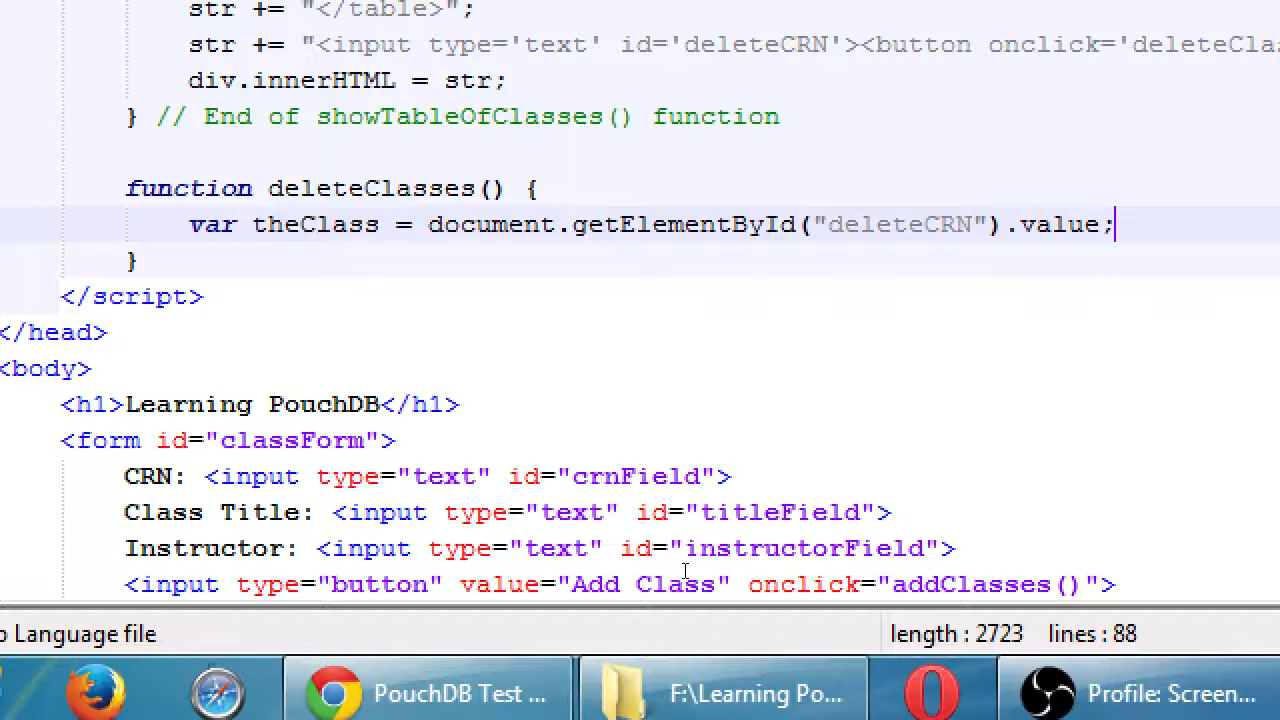 str += "</table>";
str += "<input type='text' id='deleteCRN'><button onclick='deleteCla
div.innerHTML = str;
} // End of showTableOfClasses() function
function deleteClasses() {
var theClass = document.getElementById("deleteCRN").value;
}
</script>
</head>
<body>
<h1>Learning PouchDB</h1>
<form id="classForm">
CRN: <input type="text" id="crnField">
Class Title: <input type="text" id="titleField">
Instructor: <input type="text" id="instructorField">
<input type="button" value="Add Class" onclick="addClasses()">
o Language file length : 2723 lines : 88
PouchDB Test ... F:\Learning Po... Profile: Screen...